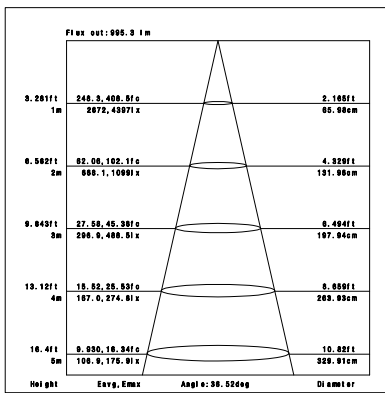 Flux out:995.3 lm
3.281ft 248.3,408.5fc 2.165ft
1m 2672,4397lx 65.98cm
6.562ft 62.06,102.1fc 4.329ft
2m 668.1,1099lx 131.96cm
9.843ft 27.58,45.38fc 6.494ft
3m 296.9,488.5lx 197.94cm
13.12ft 15.52,25.53fc 8.659ft
4m 167.0,274.8lx 263.93cm
16.4ft 9.930,16.34fc 10.82ft
5m 106.9,175.9lx 329.91cm
Height Eavg,Emax Angle:36.52deg Diameter